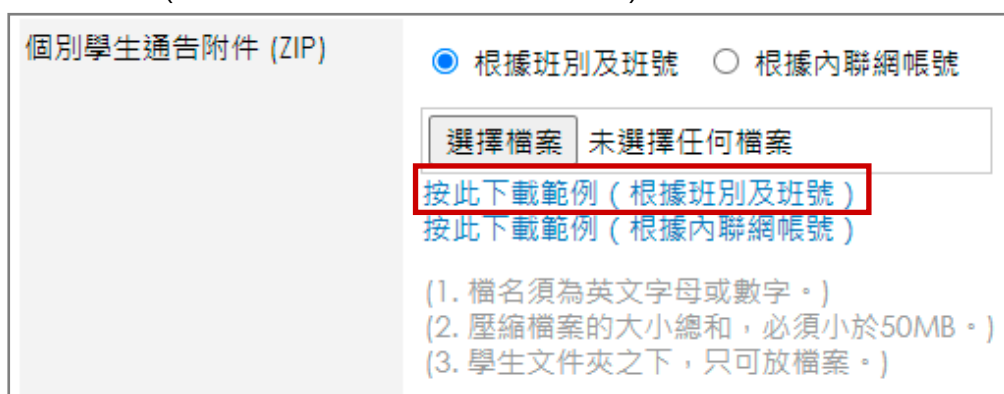 個別學生通告附件 (ZIP)
根據班別及班號 根據內聯網帳號
選擇檔案 未選擇任何檔案
按此下載範例 ( 根據班別及班號 )
按此下載範例 ( 根據內聯網帳號 )
(1. 檔名須為英文字母或數字。)
(2. 壓縮檔案的大小總和，必須小於50MB。)
(3. 學生文件夾之下，只可放檔案。)